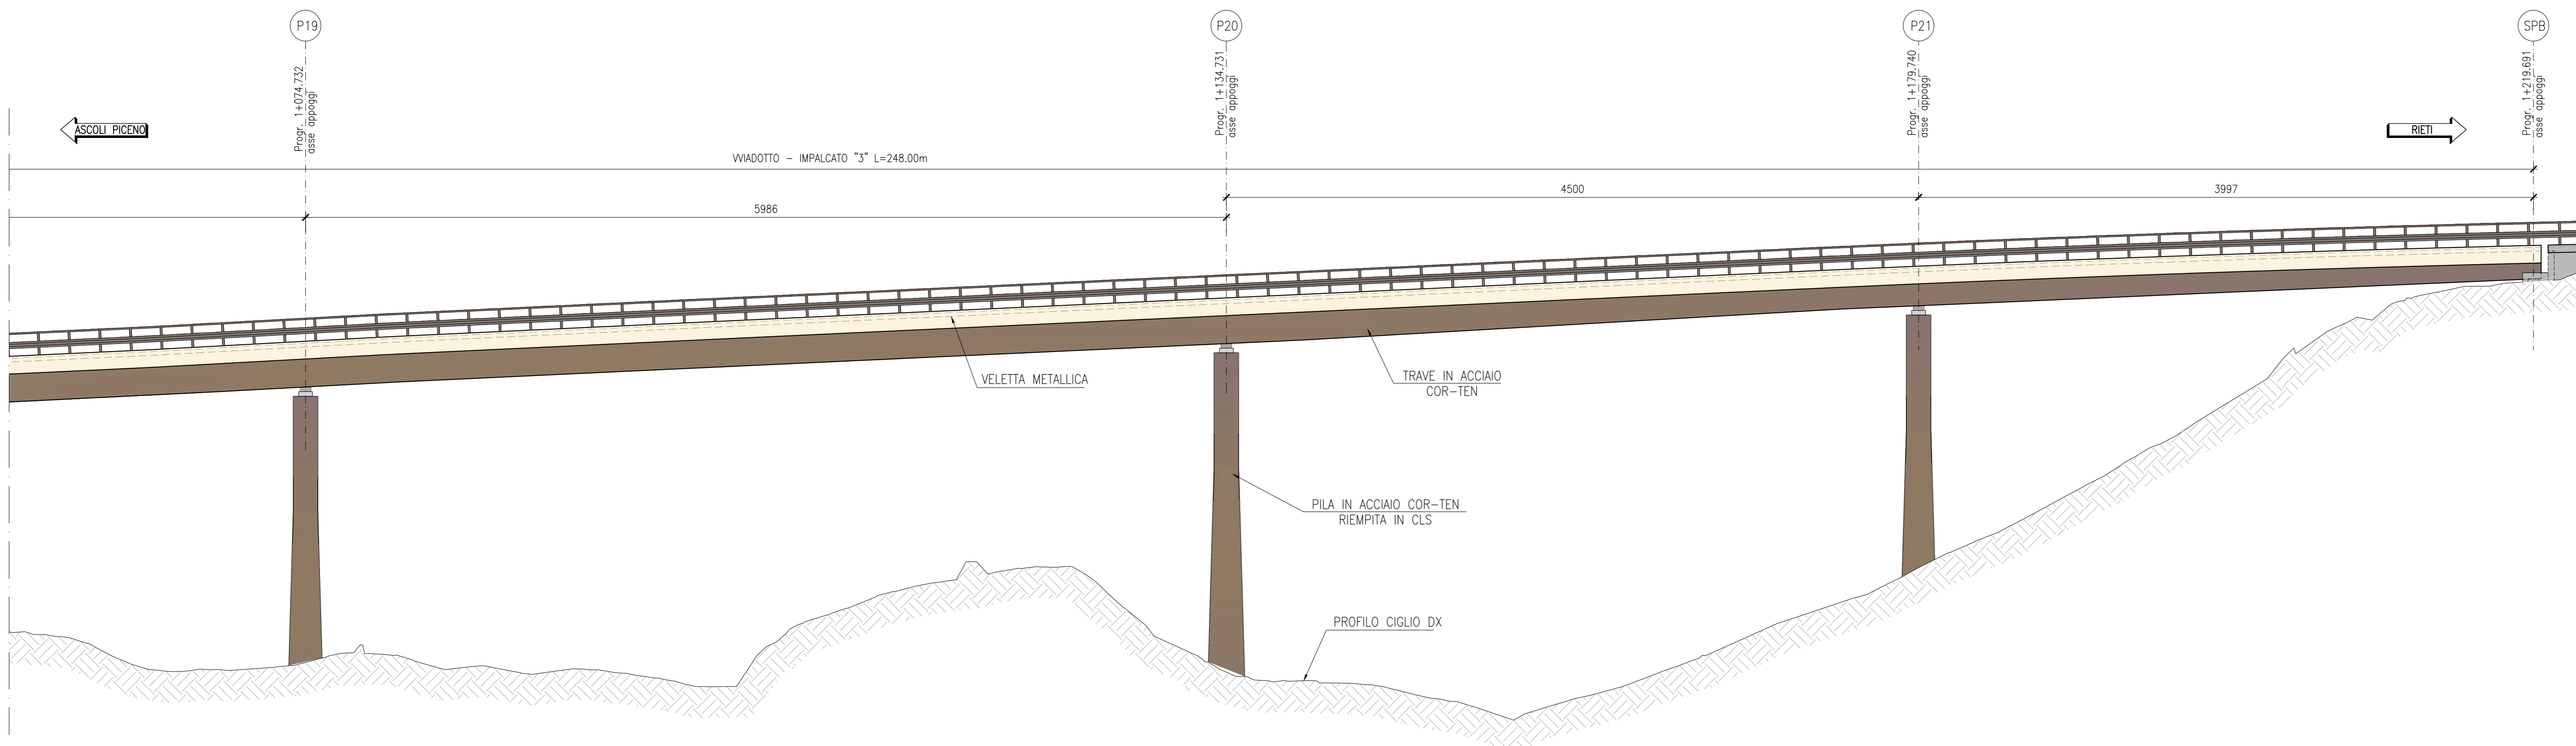 P19
P20
P21
SPB
Progr. 1+074.732
asse appoggi
Progr. 1+134.731
asse appoggi
Progr. 1+179.740
asse appoggi
Progr. 1+219.691
asse appoggi
ASCOLI PICENO
RIETI
VVIADOTTO - IMPALCATO "3" L=248.00m
4500
3997
5986
VELETTA METALLICA
TRAVE IN ACCIAIO
COR-TEN
PILA IN ACCIAIO COR-TEN
RIEMPITA IN CLS
PROFILO CIGLIO DX